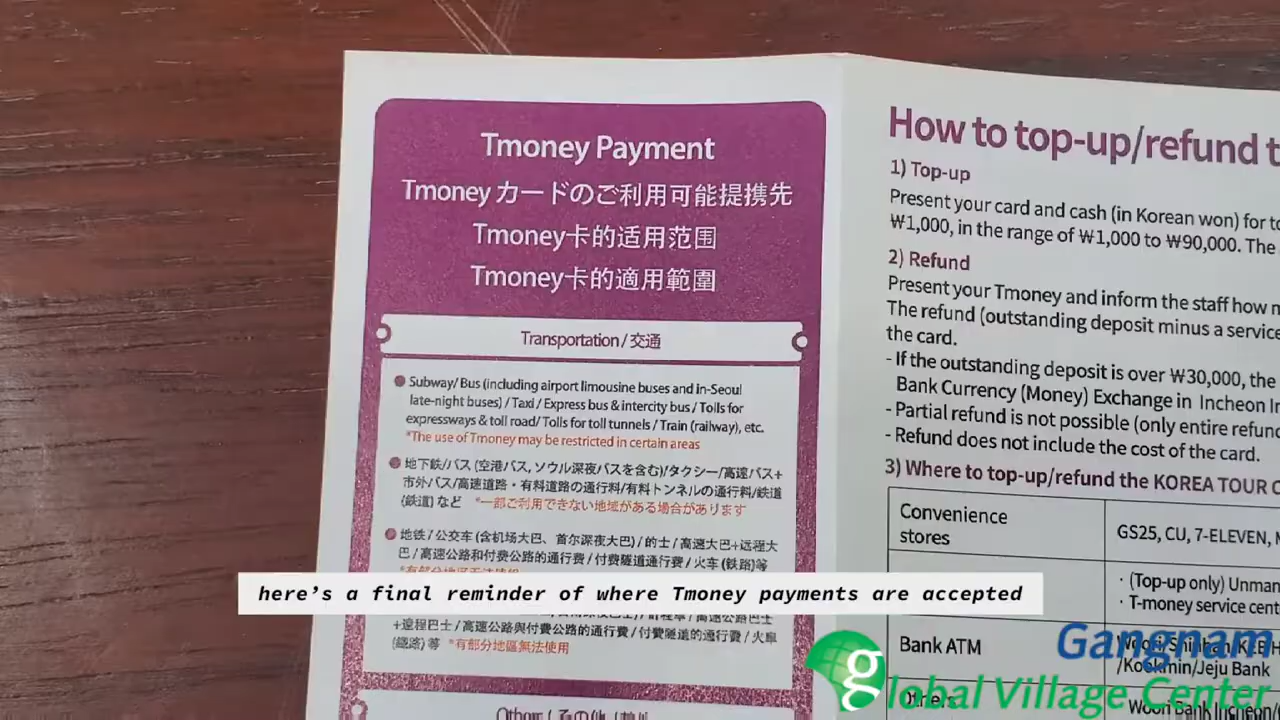 Tmoney Payment
Tmoney カードのご利用可能提携先
Tmoney卡的适用范围
Tmoney卡的適用範圍
Transportation / 交通
Subway/ Bus (including airport limousine buses and in-Seoul
late-night buses) / Taxi / Express bus & intercity bus / Tolls for
expressways & toll road/ Tolls for toll tunnels / Train (railway), etc.
*The use of Tmoney may be restricted in certain areas
地下鉄/バス (空港バス, ソウル深夜バスを含む)/タクシー/高速バス+
市外バス/高速道路・有料道路の通行料/有料トンネルの通行料/鉄道
(鉄道) など *一部ご利用できない地域がある場合があります
地铁 / 公交车 (含机场大巴、首尔深夜大巴) / 的士 / 高速大巴+远程大
巴 / 高速公路和付费公路的通行费 / 付费隧道通行费 / 火车 (铁路)等
+遠程巴士 / 高速公路與付費公路的通行費 / 付費隧道的通行費 / 火車
(鐵路) 等 *有部分地區無法使用
How to top-up/refund
1) Top-up
Present your card and cash (in Korean won) for
₩1,000, in the range of ₩1,000 to ₩90,000. The
2) Refund
Present your Tmoney and inform the staff how
The refund (outstanding deposit minus a service
the card.
- If the outstanding deposit is over ₩30,000, the
Bank Currency (Money) Exchange in Incheon
- Partial refund is not possible (only entire
- Refund does not include the cost of the card.
3) Where to top-up/refund the KOREA TOUR
Convenience
stores
GS25, CU, 7-ELEVEN,
· (Top-up only)
· T-money service
Bank ATM
/Kookmin/Jeju Bank
Others
here's a final reminder of where Tmoney payments are accepted
Gangnam
global Village Center